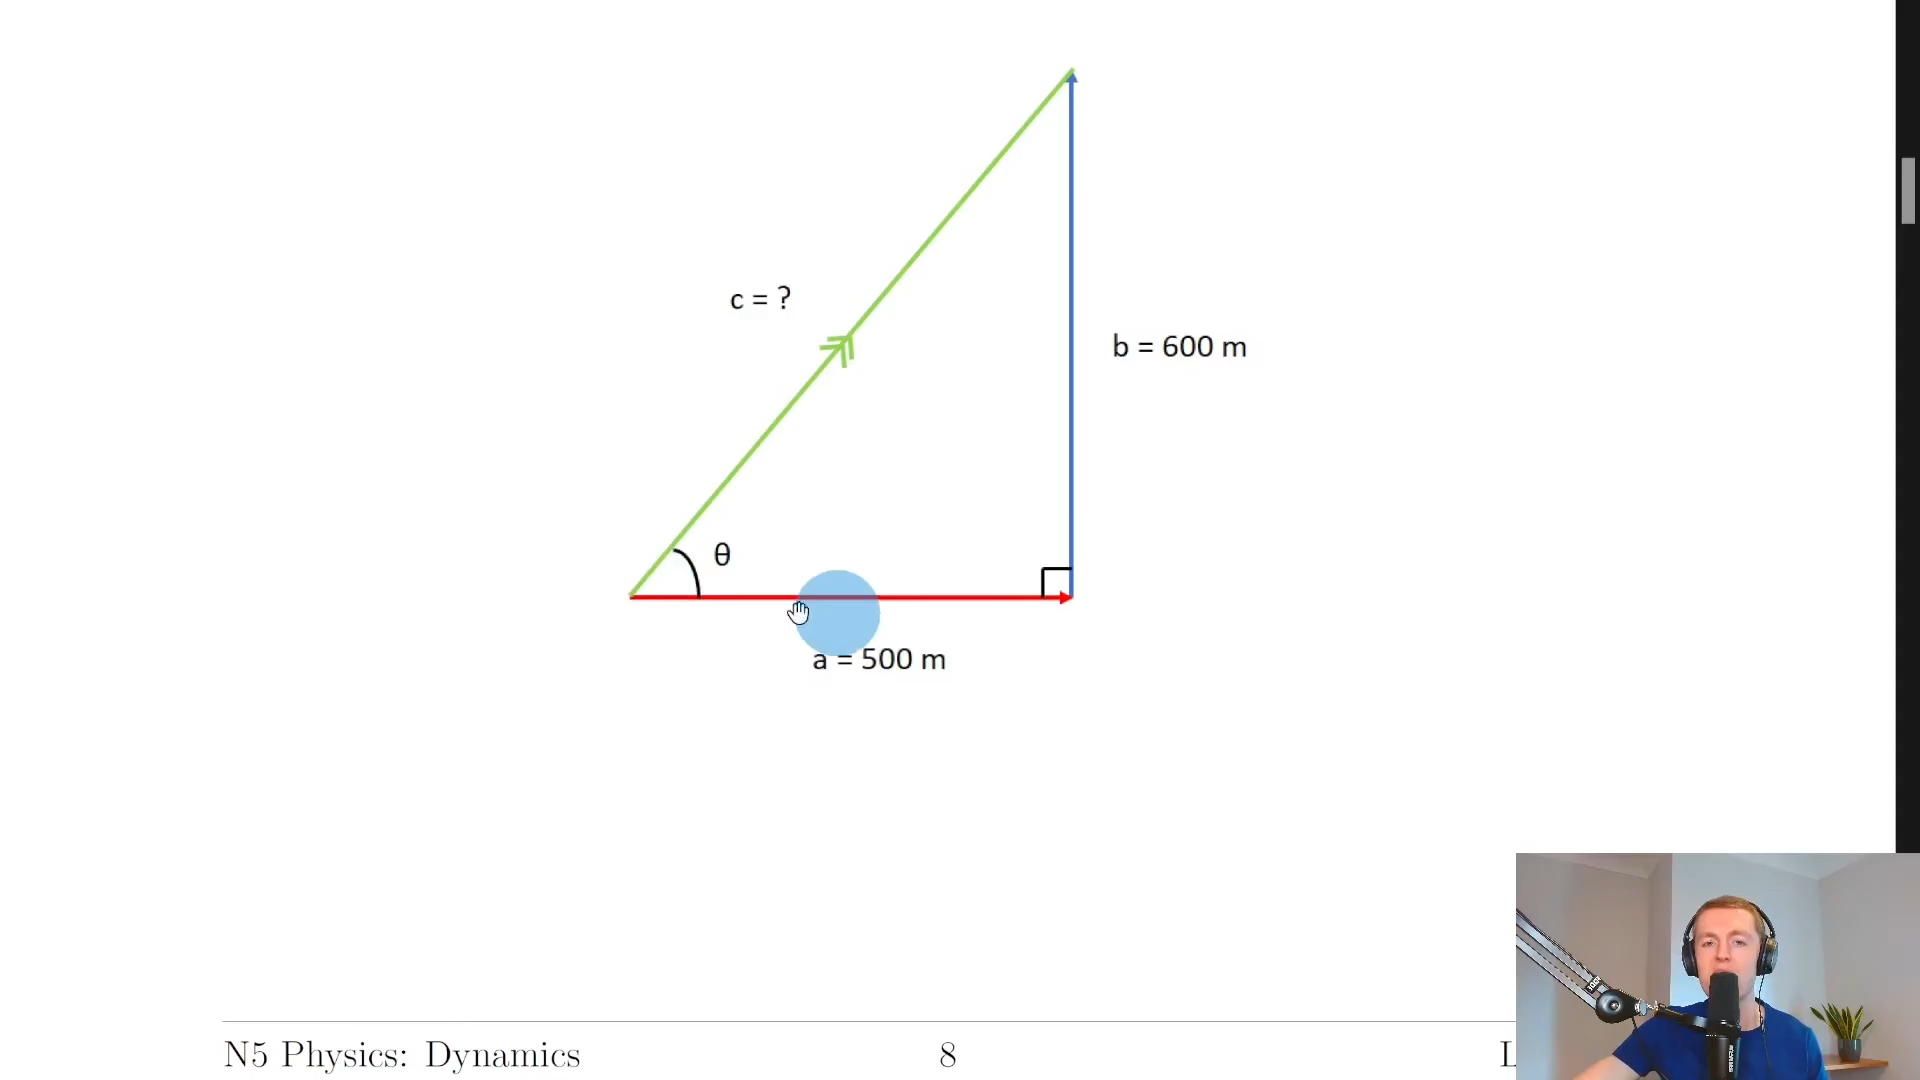 c = ?
b = 600 m
θ
a = 500 m
N5 Physics: Dynamics
8
L